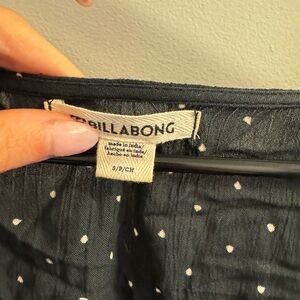 BILLABONG
made in India/
fabriqué en inde/
hecho en india
S/P/CH